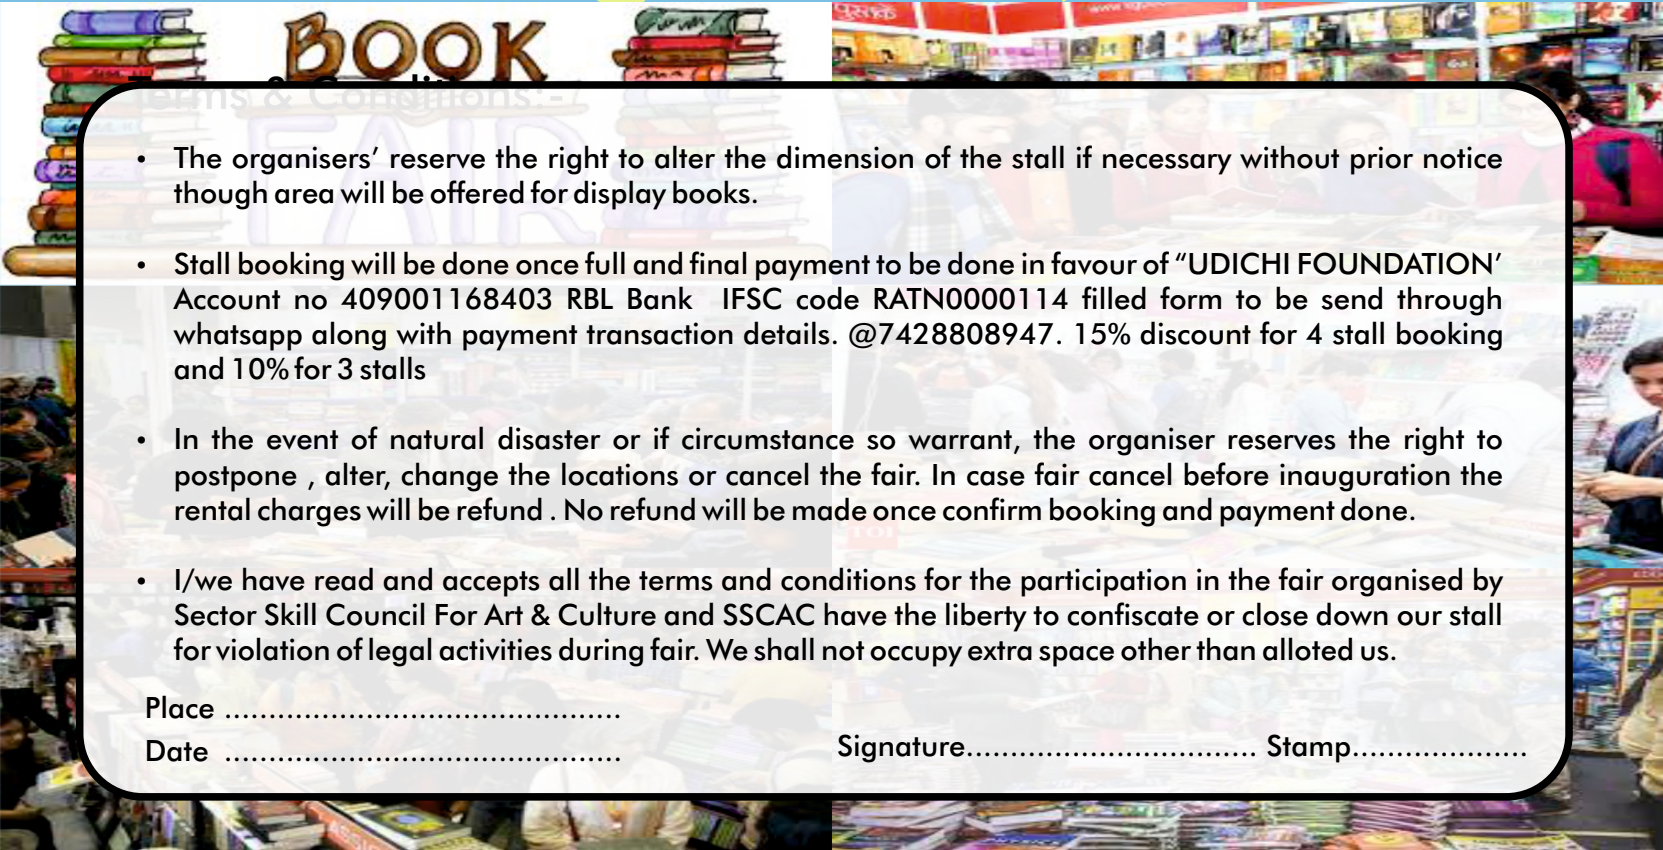 BOOK
FAIR
पुस्तकें
Terms & Conditions:-
• The organisers’ reserve the right to alter the dimension of the stall if necessary without prior notice
though area will be offered for display books.
• Stall booking will be done once full and final payment to be done in favour of “UDICHI FOUNDATION’
Account no 409001168403 RBL Bank IFSC code RATN0000114 filled form to be send through
whatsapp along with payment transaction details. @7428808947. 15% discount for 4 stall booking
and 10% for 3 stalls
• In the event of natural disaster or if circumstance so warrant, the organiser reserves the right to
postpone , alter, change the locations or cancel the fair. In case fair cancel before inauguration the
rental charges will be refund . No refund will be made once confirm booking and payment done.
• I/we have read and accepts all the terms and conditions for the participation in the fair organised by
Sector Skill Council For Art & Culture and SSCAC have the liberty to confiscate or close down our stall
for violation of legal activities during fair. We shall not occupy extra space other than alloted us.
Place .............................................
Date .............................................
Signature................................. Stamp....................